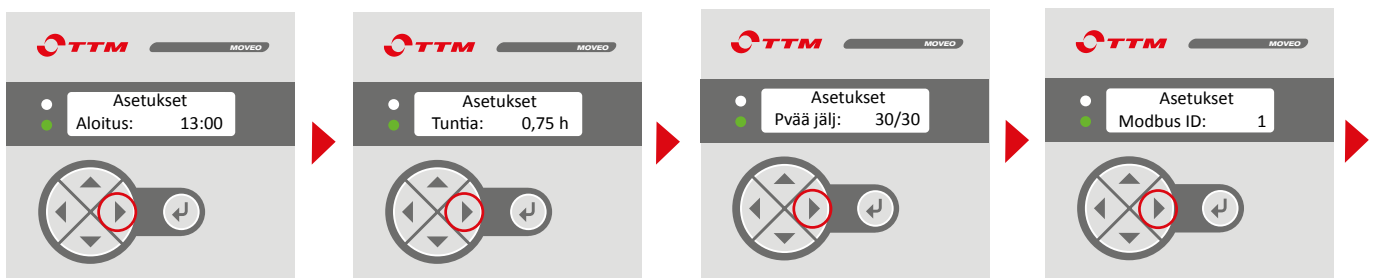 TTM MOVEO
Asetukset
Aloitus: 13:00
TTM MOVEO
Asetukset
Tuntia: 0,75 h
TTM MOVEO
Asetukset
Pvää jälj: 30/30
TTM MOVEO
Asetukset
Modbus ID: 1